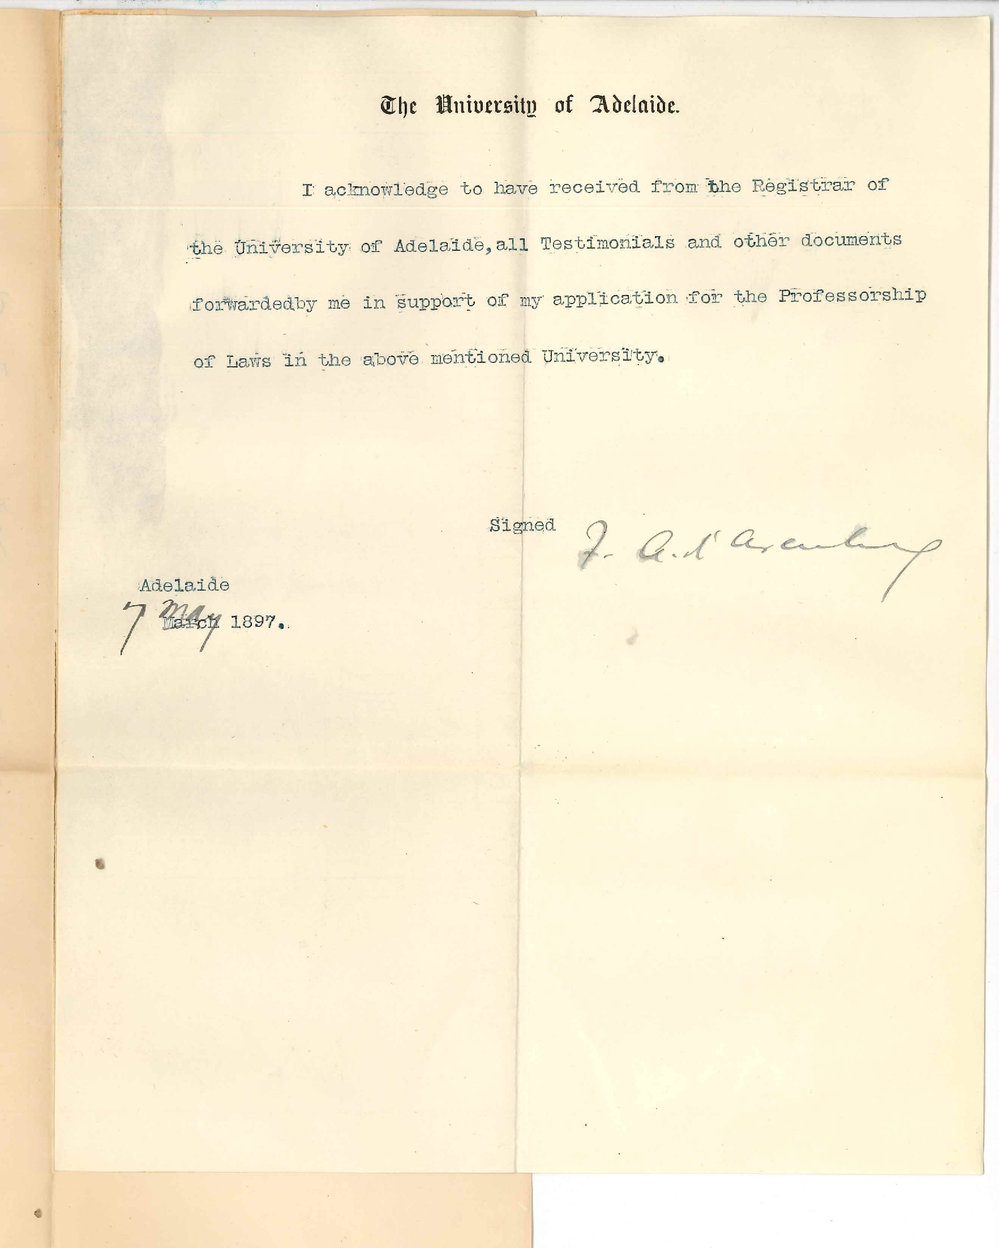 The University of Adelaide.
I acknowledge to have received from the Registrar of
the University of Adelaide,all Testimonials and other documents
forwardedby me in support of my application for the Professorship
of Laws in the above mentioned University.
Signed F. A. d'Arenberg
Adelaide
7 May March 1897.